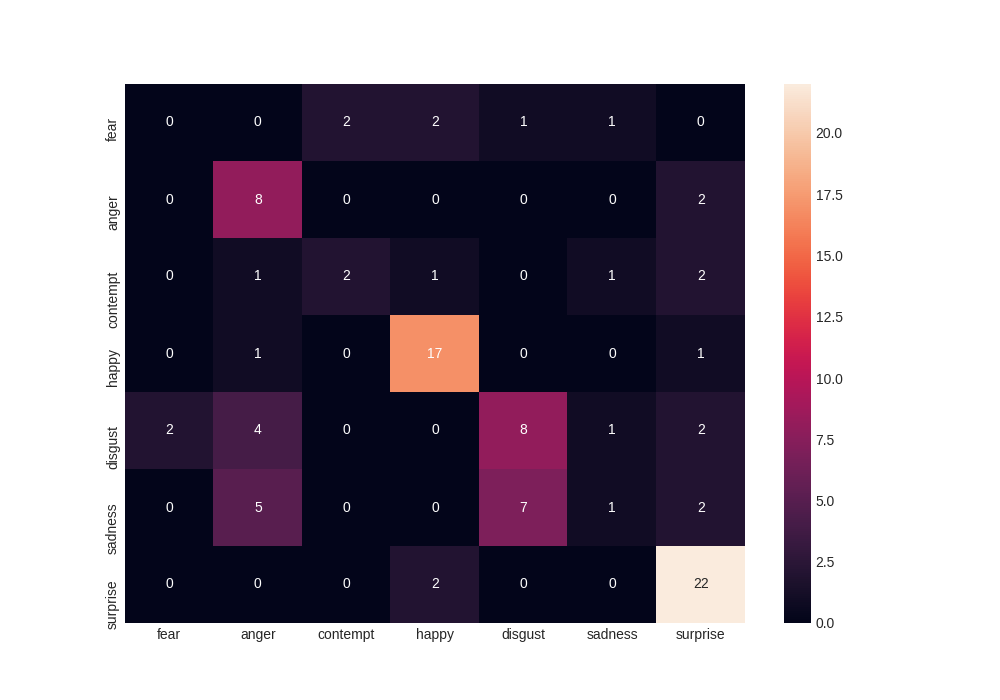 fear 0 0 2 2 1 1 0
anger 0 8 0 0 0 0 2
contempt 0 1 2 1 0 1 2
happy 0 1 0 17 0 0 1
disgust 2 4 0 0 8 1 2
sadness 0 5 0 0 7 1 2
surprise 0 0 0 2 0 0 22
fear anger contempt happy disgust sadness surprise
20.0
17.5
15.0
12.5
10.0
7.5
5.0
2.5
0.0